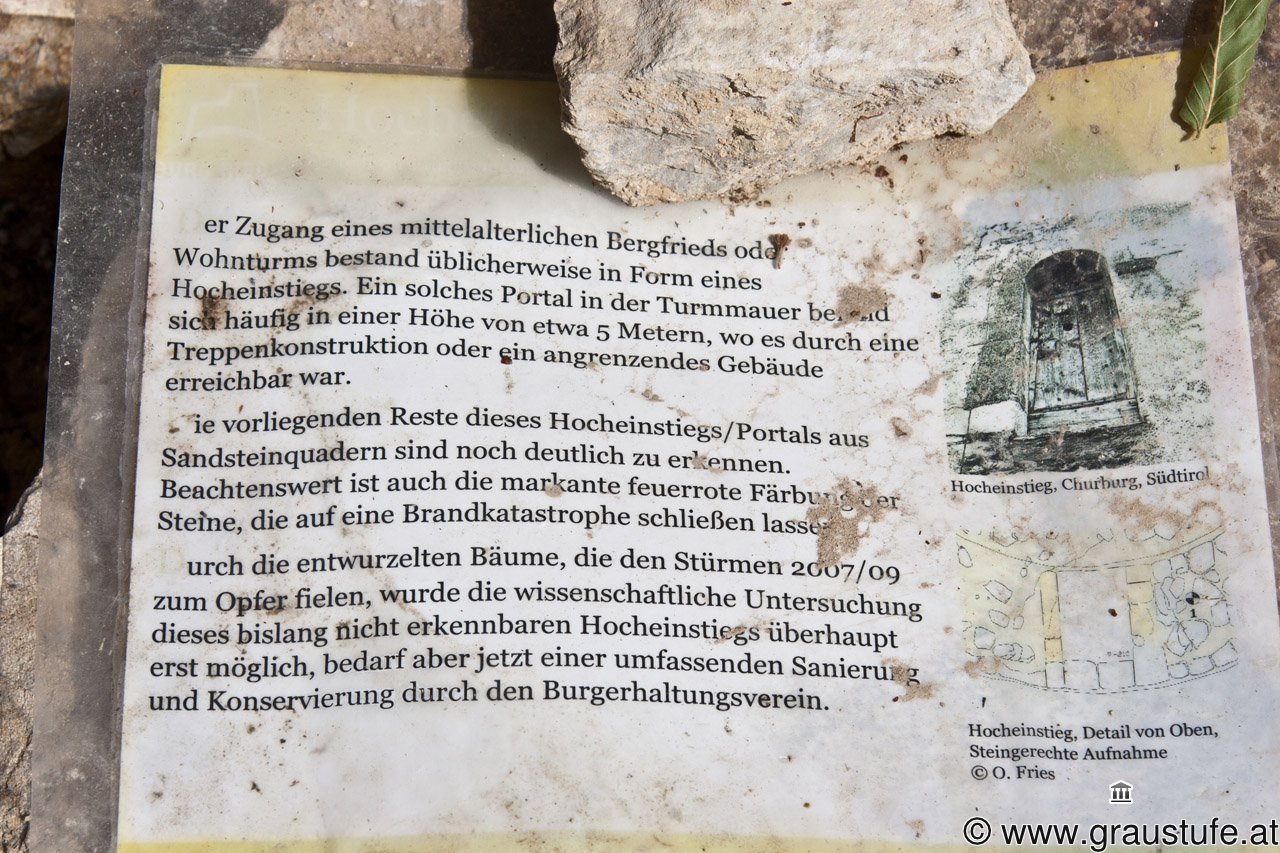 er Zugang eines mittelalterlichen Bergfrieds ode
Wohnturms bestand üblicherweise in Form eines
Hocheinstiegs. Ein solches Portal in der Turmmauer be nd
sich häufig in einer Höhe von etwa 5 Metern, wo es durch eine
Treppenkonstruktion oder ein angrenzendes Gebäude
erreichbar war.
ie vorliegenden Reste dieses Hocheinstiegs/Portals aus
Sandsteinquadern sind noch deutlich zu erkennen.
Beachtenswert ist auch die markante feuerrote Färbung der
Steine, die auf eine Brandkatastrophe schließen lasse
urch die entwurzelten Bäume, die den Stürmen 2007/09
zum Opfer fielen, wurde die wissenschaftliche Untersuchung
dieses bislang nicht erkennbaren Hocheinstiegs überhaupt
erst möglich, bedarf aber jetzt einer umfassenden Sanierung
und Konservierung durch den Burgerhaltungsverein.
Hocheinstieg, Churburg, Südtirol
1
Hocheinstieg, Detail von Oben,
Steingerechte Aufnahme
© O. Fries
© www.graustufe.at